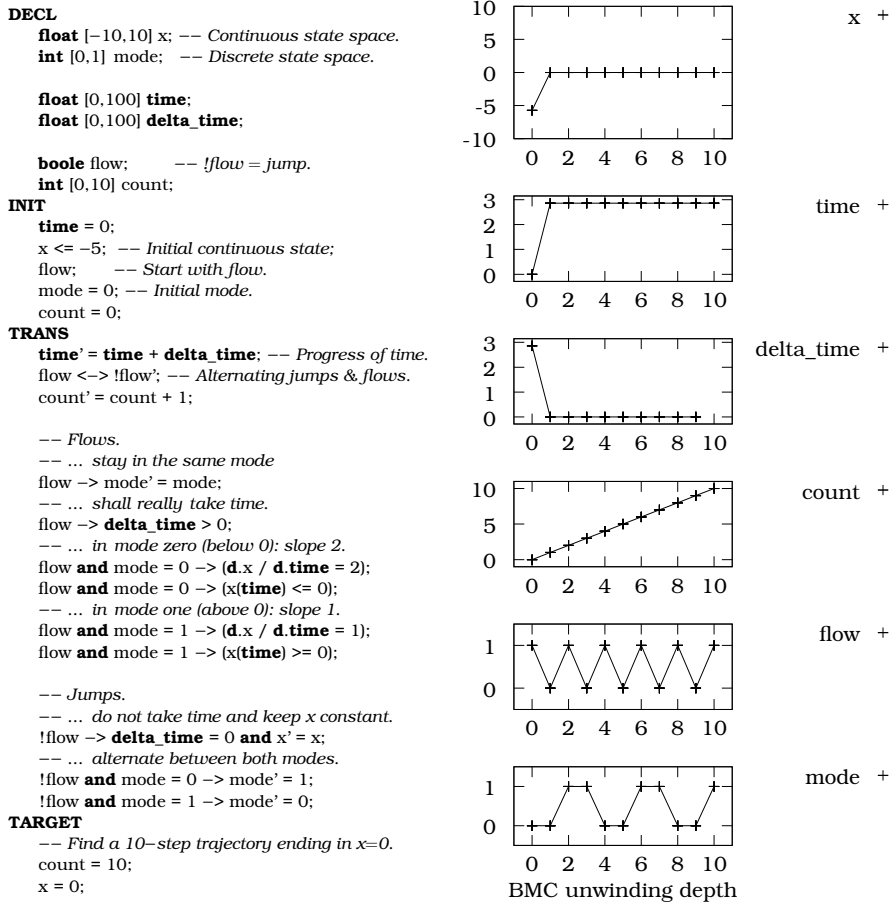 DECL
float [−10,10] x; −− Continuous state space.
int [0,1] mode; −− Discrete state space.
float [0,100] time;
float [0,100] delta_time;
boole flow; −− !flow = jump.
int [0,10] count;
INIT
time = 0;
x <= −5; −− Initial continuous state;
flow; −− Start with flow.
mode = 0; −− Initial mode.
count = 0;
TRANS
time' = time + delta_time; −− Progress of time.
flow <−> !flow'; −− Alternating jumps & flows.
count' = count + 1;
−− Flows.
−− ... stay in the same mode
flow −> mode' = mode;
−− ... shall really take time.
flow −> delta_time > 0;
−− ... in mode zero (below 0): slope 2.
flow and mode = 0 −> (d.x / d.time = 2);
flow and mode = 0 −> (x(time) <= 0);
−− ... in mode one (above 0): slope 1.
flow and mode = 1 −> (d.x / d.time = 1);
flow and mode = 1 −> (x(time) >= 0);
−− Jumps.
−− ... do not take time and keep x constant.
!flow −> delta_time = 0 and x' = x;
−− ... alternate between both modes.
!flow and mode = 0 −> mode' = 1;
!flow and mode = 1 −> mode' = 0;
TARGET
−− Find a 10−step trajectory ending in x=0.
count = 10;
x = 0;
10
5
0
-5
-10
0 2 4 6 8 10
x +
3
2
1
0
0 2 4 6 8 10
time +
3
2
1
0
0 2 4 6 8 10
delta_time +
10
5
0
0 2 4 6 8 10
count +
1
0
0 2 4 6 8 10
flow +
1
0
0 2 4 6 8 10
mode +
BMC unwinding depth